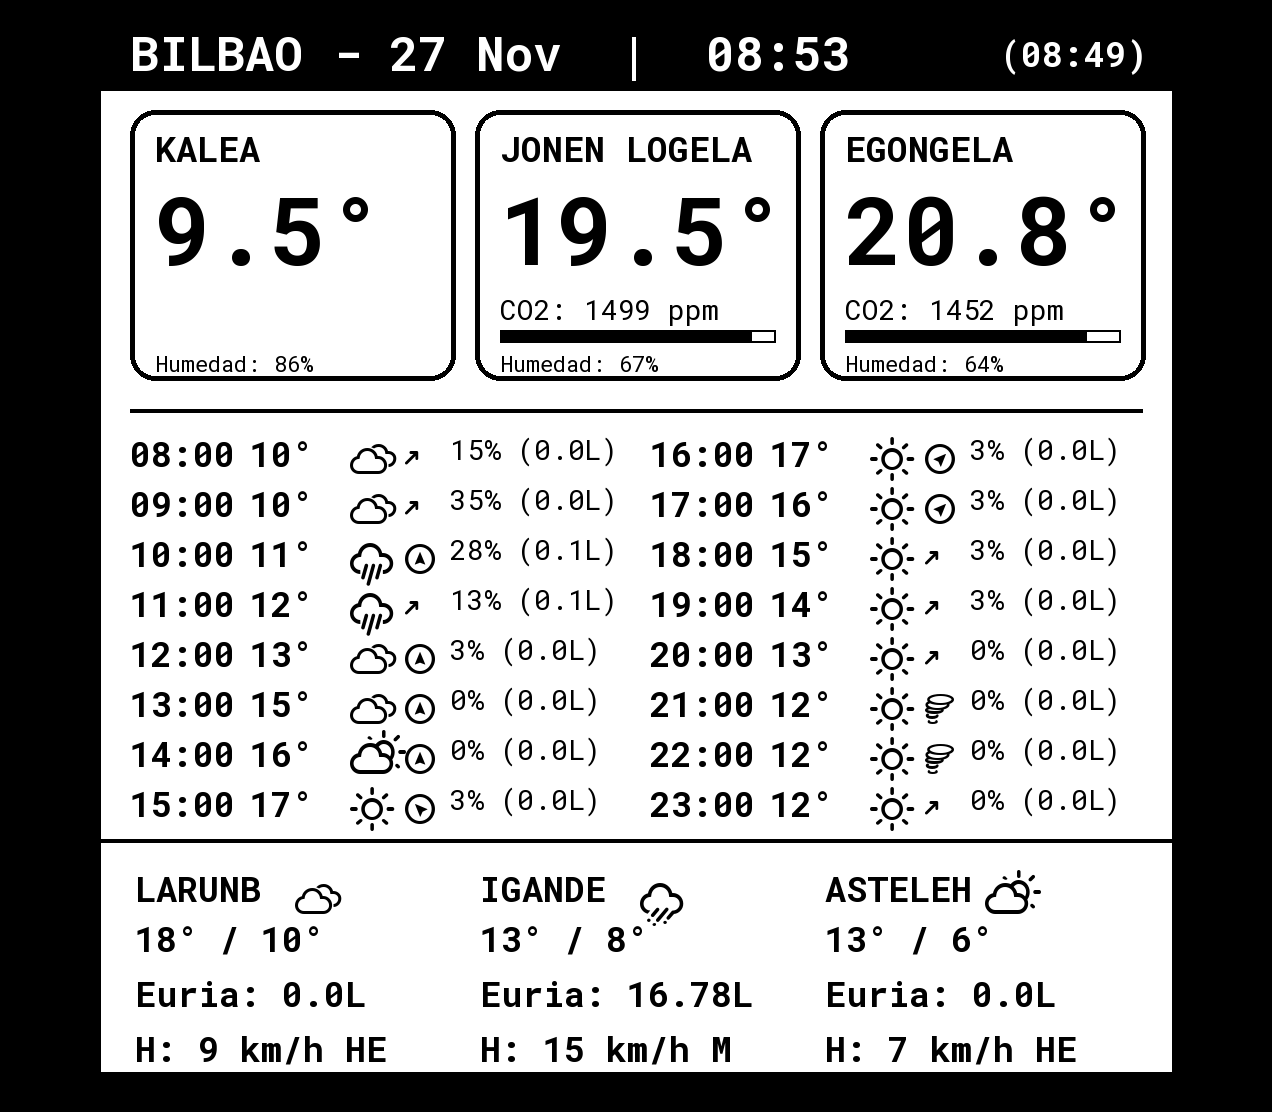 BILBAO - 27 Nov | 08:53 (08:49)
KALEA
9.5°
Humedad: 86%
JONEN LOGELA
19.5°
CO2: 1499 ppm
Humedad: 67%
EGONGELA
20.8°
CO2: 1452 ppm
Humedad: 64%
08:00 10° 15% (0.0L)
09:00 10° 35% (0.0L)
10:00 11° 28% (0.1L)
11:00 12° 13% (0.1L)
12:00 13° 3% (0.0L)
13:00 15° 0% (0.0L)
14:00 16° 0% (0.0L)
15:00 17° 3% (0.0L)
16:00 17° 3% (0.0L)
17:00 16° 3% (0.0L)
18:00 15° 3% (0.0L)
19:00 14° 3% (0.0L)
20:00 13° 0% (0.0L)
21:00 12° 0% (0.0L)
22:00 12° 0% (0.0L)
23:00 12° 0% (0.0L)
LARUNB
18° / 10°
Euria: 0.0L
H: 9 km/h HE
IGANDE
13° / 8°
Euria: 16.78L
H: 15 km/h M
ASTELEH
13° / 6°
Euria: 0.0L
H: 7 km/h HE